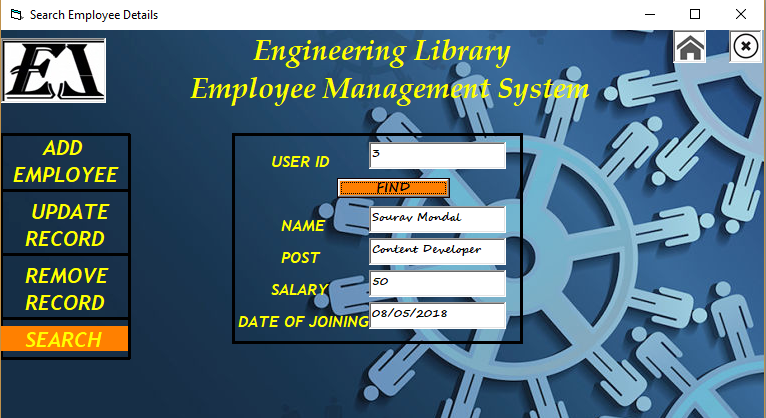 Search Employee Details
Engineering Library
Employee Management System
ADD
EMPLOYEE
UPDATE
RECORD
REMOVE
RECORD
SEARCH
USER ID 3
FIND
NAME Sourav Mondal
POST Content Developer
SALARY 50
DATE OF JOINING 08/05/2018